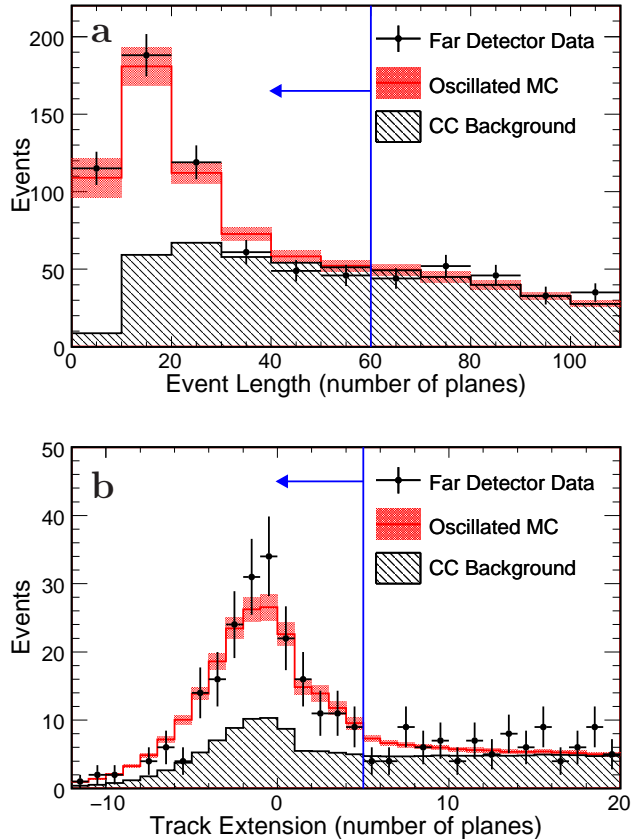 a
200
150
100
50
0
Events
Far Detector Data
Oscillated MC
CC Background
0 20 40 60 80 100
Event Length (number of planes)
b
50
40
30
20
10
0
Events
Far Detector Data
Oscillated MC
CC Background
−10 0 10 20
Track Extension (number of planes)